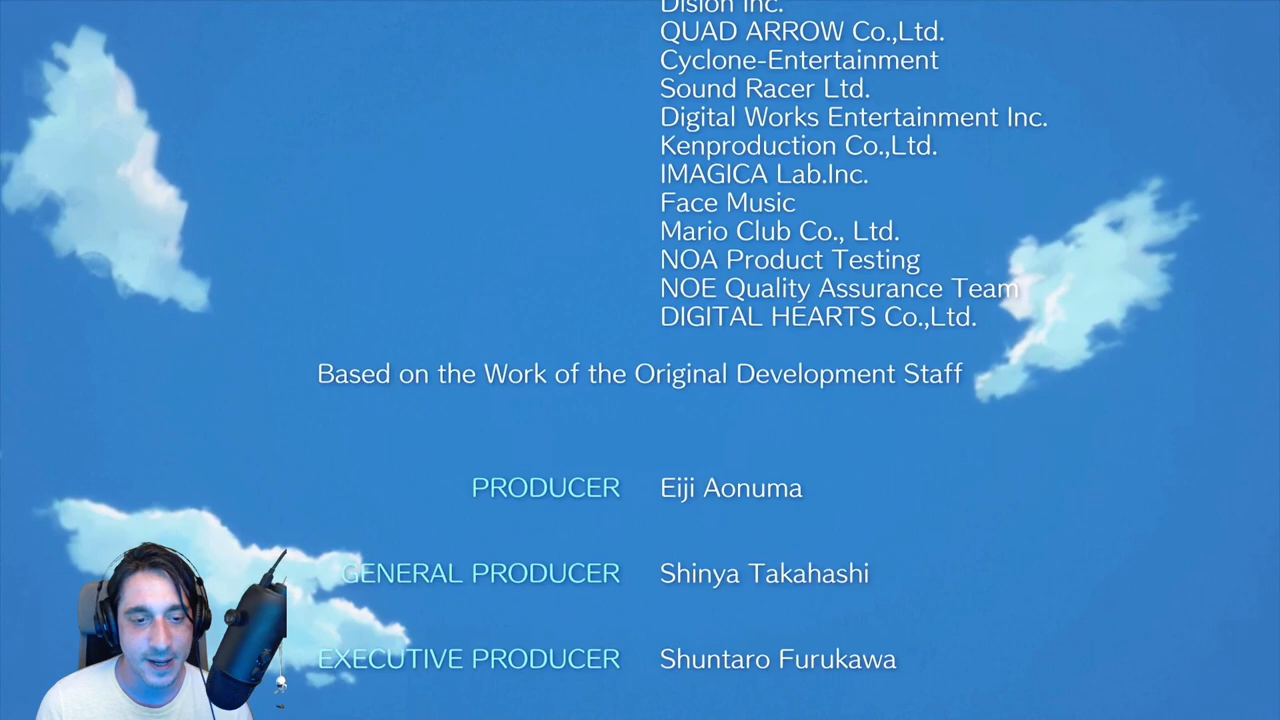 Dision Inc.
QUAD ARROW Co.,Ltd.
Cyclone-Entertainment
Sound Racer Ltd.
Digital Works Entertainment Inc.
Kenproduction Co.,Ltd.
IMAGICA Lab.Inc.
Face Music
Mario Club Co., Ltd.
NOA Product Testing
NOE Quality Assurance Team
DIGITAL HEARTS Co.,Ltd.
Based on the Work of the Original Development Staff
PRODUCER Eiji Aonuma
GENERAL PRODUCER Shinya Takahashi
EXECUTIVE PRODUCER Shuntaro Furukawa